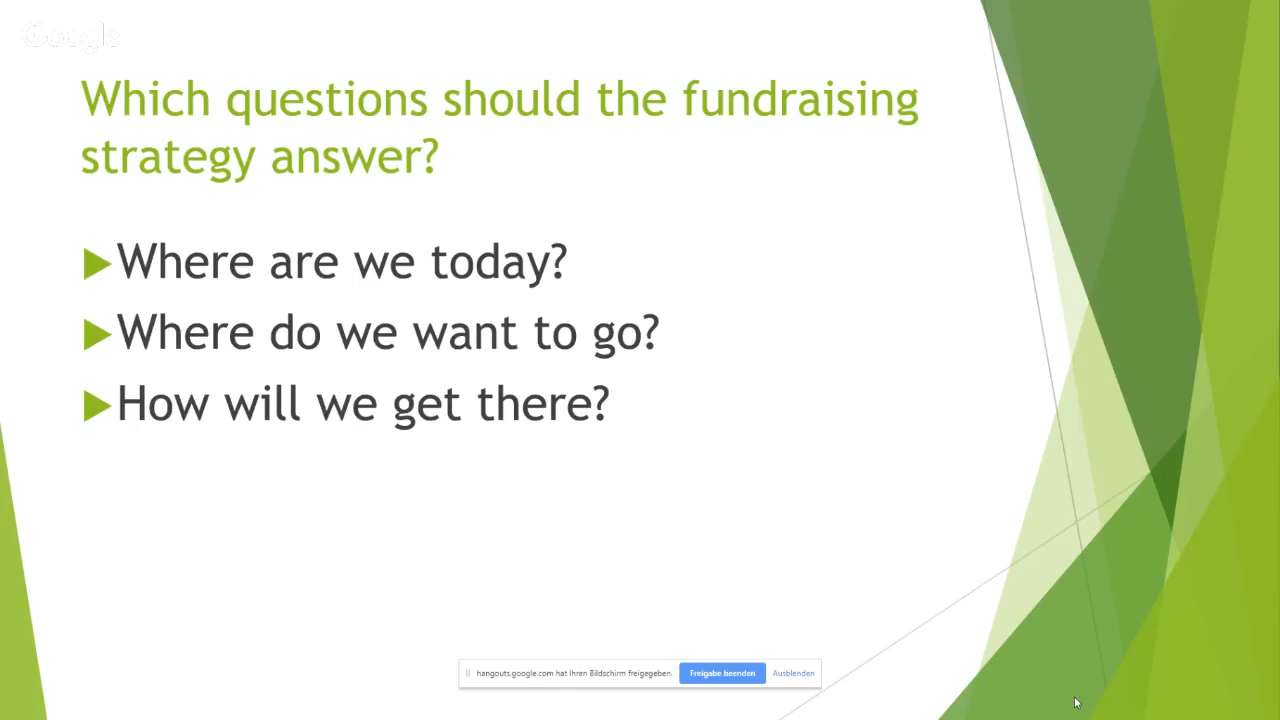 Google
Which questions should the fundraising
strategy answer?
Where are we today?
Where do we want to go?
How will we get there?
hangouts.google.com hat Ihren Bildschirm freigegeben. Freigabe beenden Ausblenden